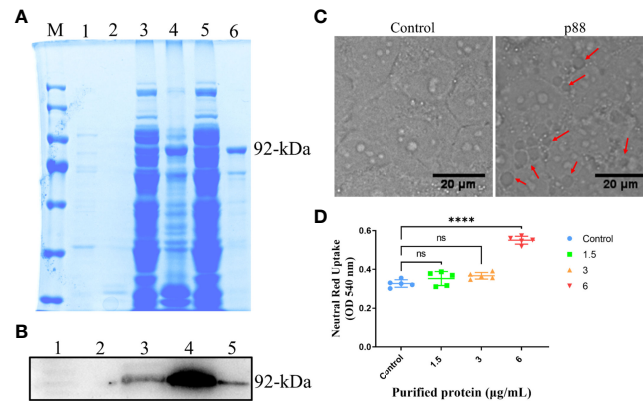 A
M 1 2 3 4 5 6
92-kDa
B
1 2 3 4 5
92-kDa
C
Control p88
20 μm 20 μm
D
****
ns
ns
Neutral Red Uptake
(OD 540 nm)
0.6
0.4
0.2
0.0
Control 1.5 3 6
Purified protein (μg/mL)
Control
1.5
3
6